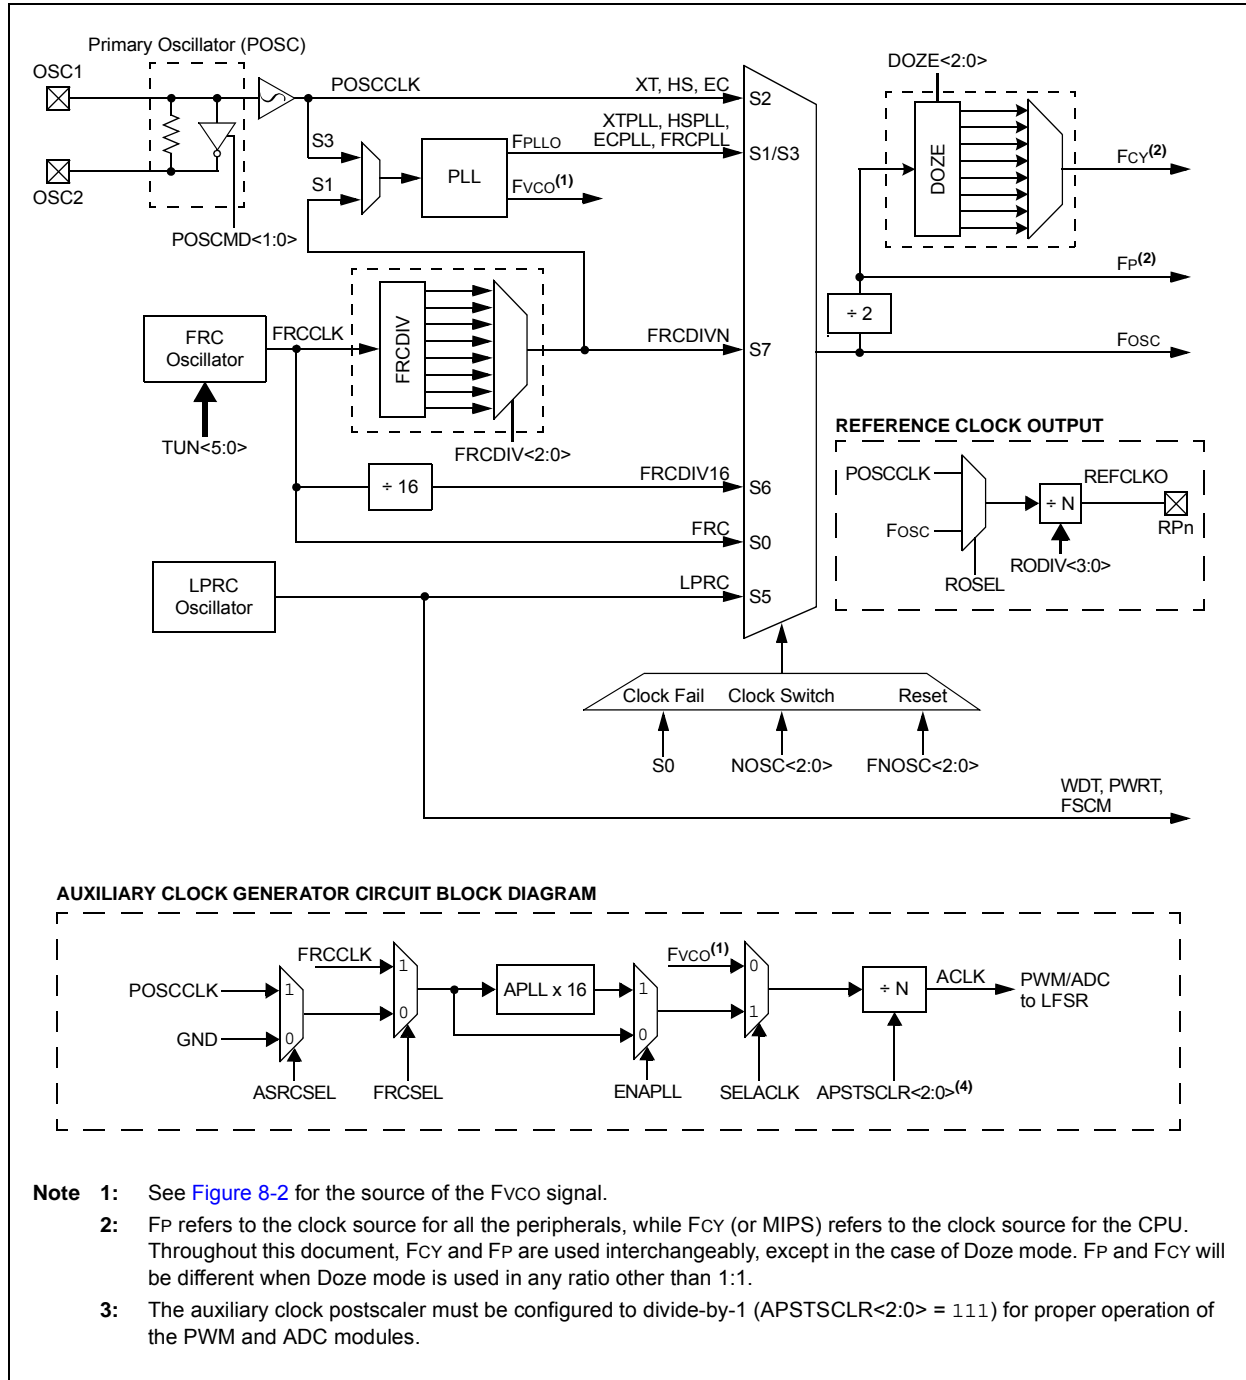 Primary Oscillator (POSC)
OSC1
OSC2
POSCCLK
XT, HS, EC
S2
DOZE<2:0>
S3
S1
PLL
FPLLO
XTPLL, HSPLL,
ECPLL, FRCPLL
S1/S3
FVCO(1)
DOZE
FCY(2)
POSCMD<1:0>
FP(2)
÷ 2
FRC
Oscillator
FRCCLK
FRCDIV
FRCDIVN
S7
FOSC
TUN<5:0>
FRCDIV<2:0>
REFERENCE CLOCK OUTPUT
POSCCLK
FOSC
÷ N
REFCLKO
RPn
ROSEL
RODIV<3:0>
÷ 16
FRCDIV16
S6
FRC
S0
LPRC
Oscillator
LPRC
S5
Clock Fail
Clock Switch
Reset
S0
NOSC<2:0>
FNOSC<2:0>
WDT, PWRT,
FSCM
AUXILIARY CLOCK GENERATOR CIRCUIT BLOCK DIAGRAM
FRCCLK
POSCCLK
GND
1
0
1
0
APLL x 16
1
0
FVCO(1)
0
1
÷ N
ACLK
PWM/ADC
to LFSR
ASRCSEL
FRCSEL
ENAPLL
SELACLK
APSTSCLR<2:0>(4)
Note 1: See Figure 8-2 for the source of the FVCO signal.
2: FP refers to the clock source for all the peripherals, while FCY (or MIPS) refers to the clock source for the CPU.
Throughout this document, FCY and FP are used interchangeably, except in the case of Doze mode. FP and FCY will
be different when Doze mode is used in any ratio other than 1:1.
3: The auxiliary clock postscaler must be configured to divide-by-1 (APSTSCLR<2:0> = 111) for proper operation of
the PWM and ADC modules.